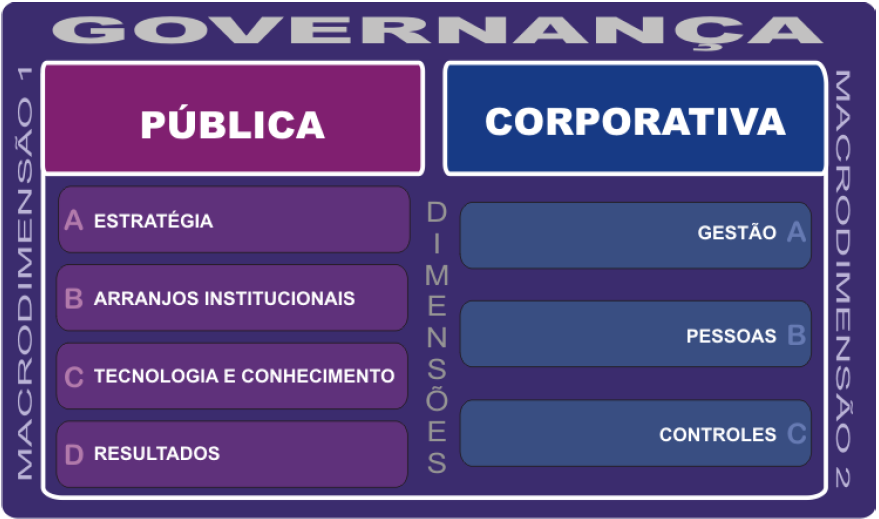 GOVERNANÇA
MACRODIMENSÃO 1
PÚBLICA
A ESTRATÉGIA
B ARRANJOS INSTITUCIONAIS
C TECNOLOGIA E CONHECIMENTO
D RESULTADOS
DIMENSÕES
CORPORATIVA
GESTÃO A
PESSOAS B
CONTROLES C
MACRODIMENSÃO 2